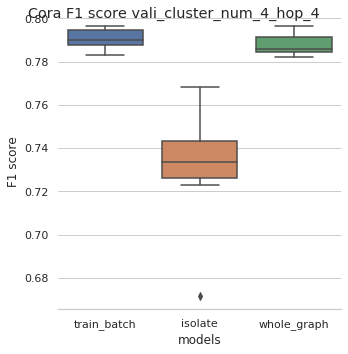 Cora F1 score vali_cluster_num_4_hop_4
0.80
0.78
0.76
0.74
0.72
0.70
0.68
F1 score
train_batch isolate whole_graph
models